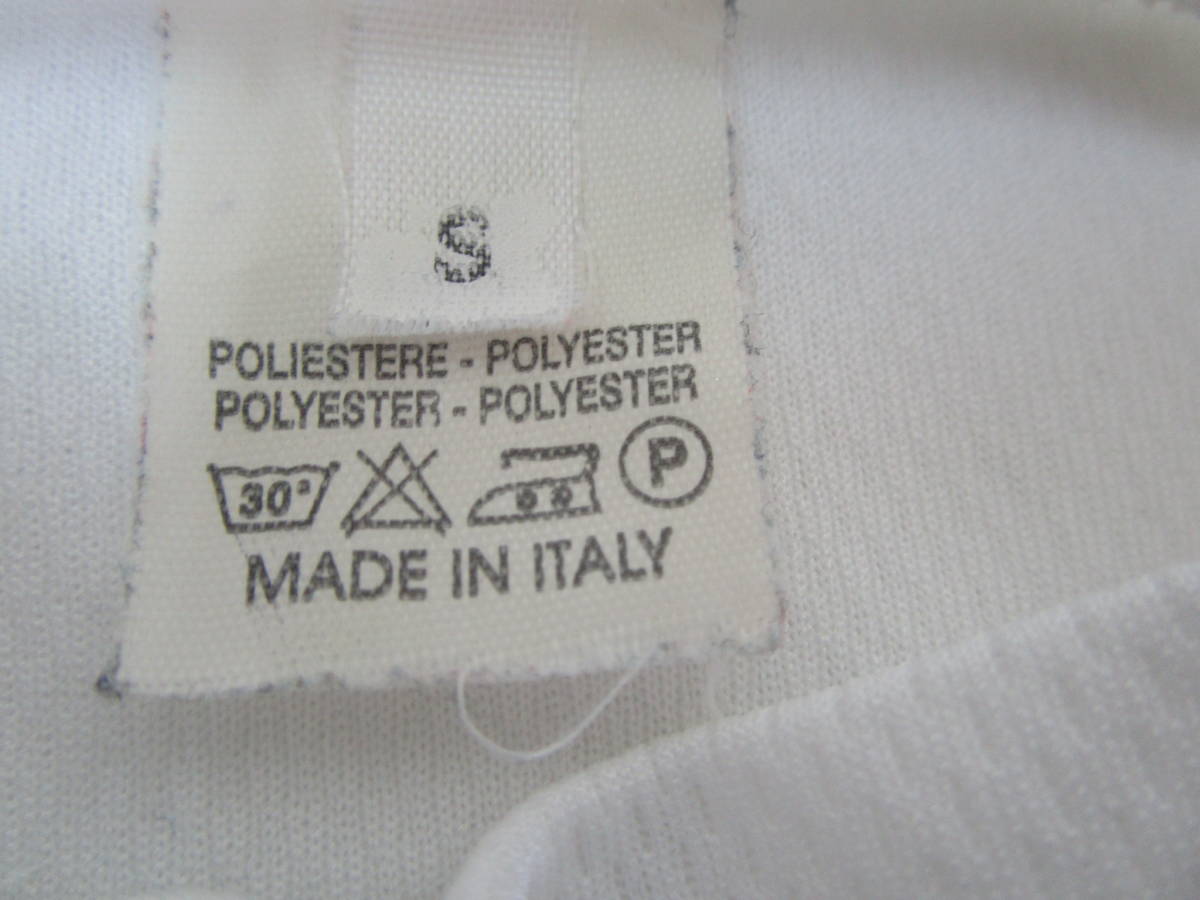 S
POLIESTERE - POLYESTER
POLYESTER - POLYESTER
30° P
MADE IN ITALY